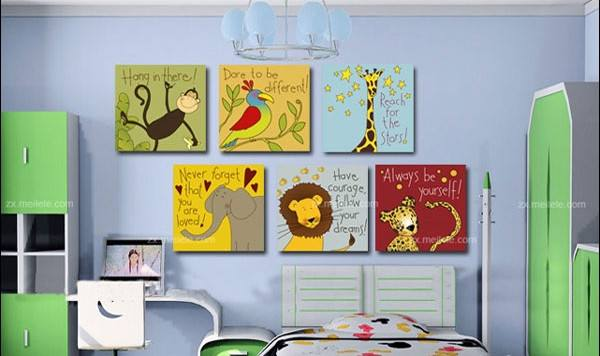 Hang in there!
Dare to be
different!
Reach
for
the
Stars!
Never forget
that
you are
loved!
Have
courage,
follow
your
dreams!
Always be
yourself!
zx.meilele.com
zx.meilele.com
zx.meilele.com
zx.meilele.com